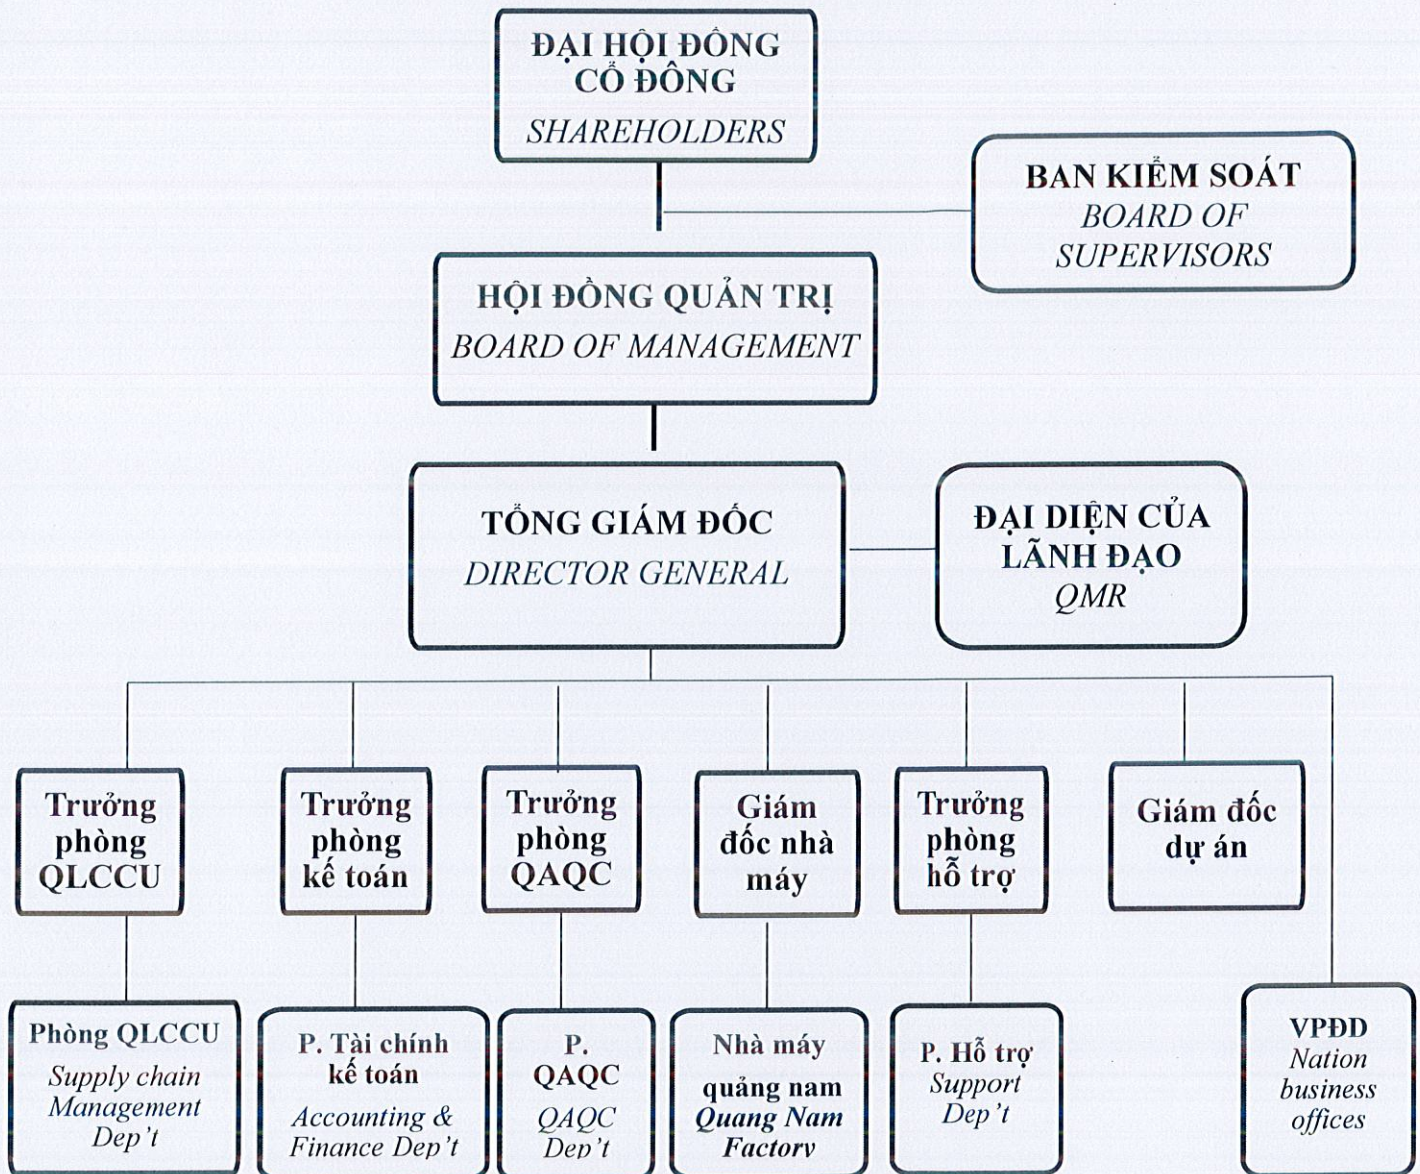 ĐẠI HỘI ĐỒNG
CỔ ĐÔNG
SHAREHOLDERS
BAN KIỂM SOÁT
BOARD OF
SUPERVISORS
HỘI ĐỒNG QUẢN TRỊ
BOARD OF MANAGEMENT
TỔNG GIÁM ĐỐC
DIRECTOR GENERAL
ĐẠI DIỆN CỦA
LÃNH ĐẠO
QMR
Trưởng
phòng
QLCCU
Trưởng
phòng
kế toán
Trưởng
phòng
QAQC
Giám
đốc nhà
máy
Trưởng
phòng
hỗ trợ
Giám đốc
dự án
Phòng QLCCU
Supply chain
Management
Dep't
P. Tài chính
kế toán
Accounting &
Finance Dep't
P.
QAQC
QAQC
Dep't
Nhà máy
quảng nam
Quang Nam
Factory
P. Hỗ trợ
Support
Dep't
VPĐD
Nation
business
offices